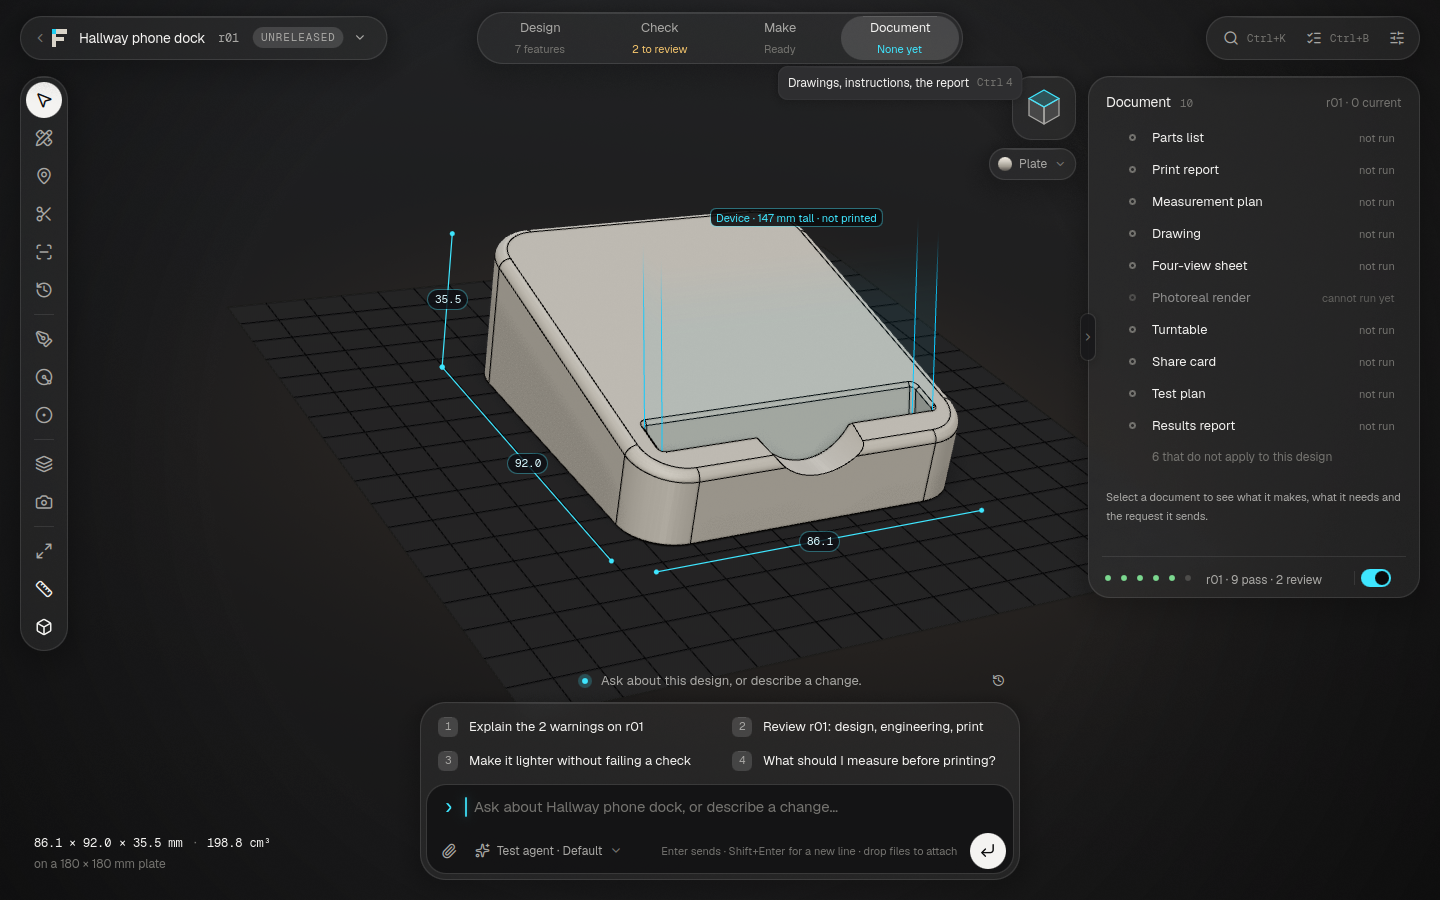 Hallway phone dock r01 UNRELEASED
Design
7 features
Check
2 to review
Make
Ready
Document
None yet
Ctrl+K
Ctrl+B
Drawings, instructions, the report Ctrl 4
Plate
Device · 147 mm tall · not printed
35.5
92.0
86.1
Document 10
r01 · 0 current
Parts list not run
Print report not run
Measurement plan not run
Drawing not run
Four-view sheet not run
Photoreal render cannot run yet
Turntable not run
Share card not run
Test plan not run
Results report not run
6 that do not apply to this design
Select a document to see what it makes, what it needs and
the request it sends.
r01 · 9 pass · 2 review
Ask about this design, or describe a change.
1 Explain the 2 warnings on r01
2 Review r01: design, engineering, print
3 Make it lighter without failing a check
4 What should I measure before printing?
Ask about Hallway phone dock, or describe a change...
Test agent · Default
Enter sends · Shift+Enter for a new line · drop files to attach
86.1 × 92.0 × 35.5 mm · 198.8 cm³
on a 180 × 180 mm plate